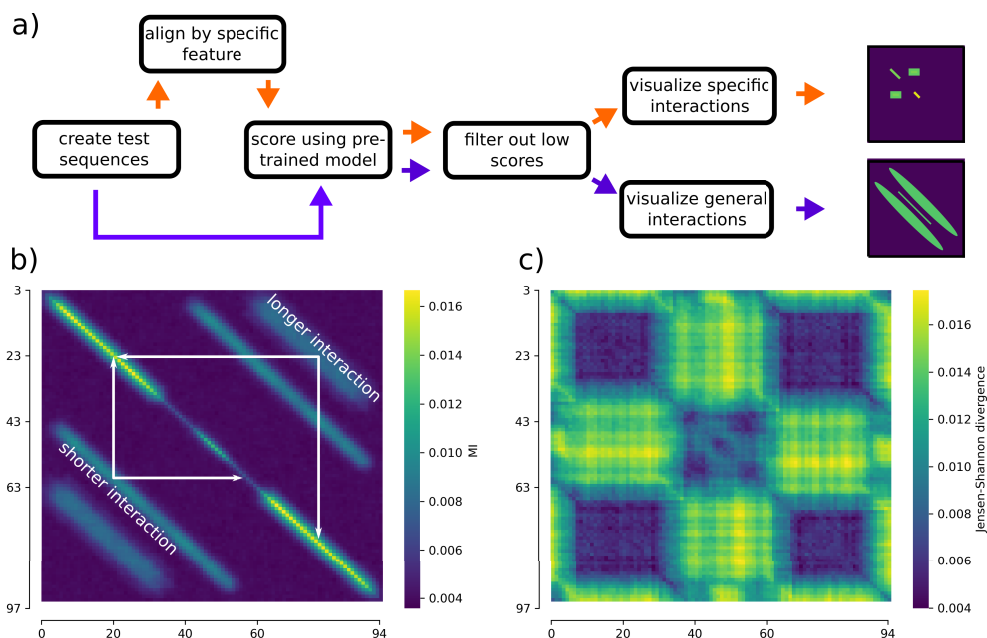 a)
align by specific
feature
create test
sequences
score using pre-
trained model
filter out low
scores
visualize specific
interactions
visualize general
interactions
b)
3
23
43
63
97
0
20
40
60
94
longer interaction
shorter interaction
0.016
0.014
0.012
0.010
0.008
0.006
0.004
MI
c)
3
23
43
63
97
0
20
40
60
94
0.016
0.014
0.012
0.010
0.008
0.006
0.004
Jensen-Shannon divergence